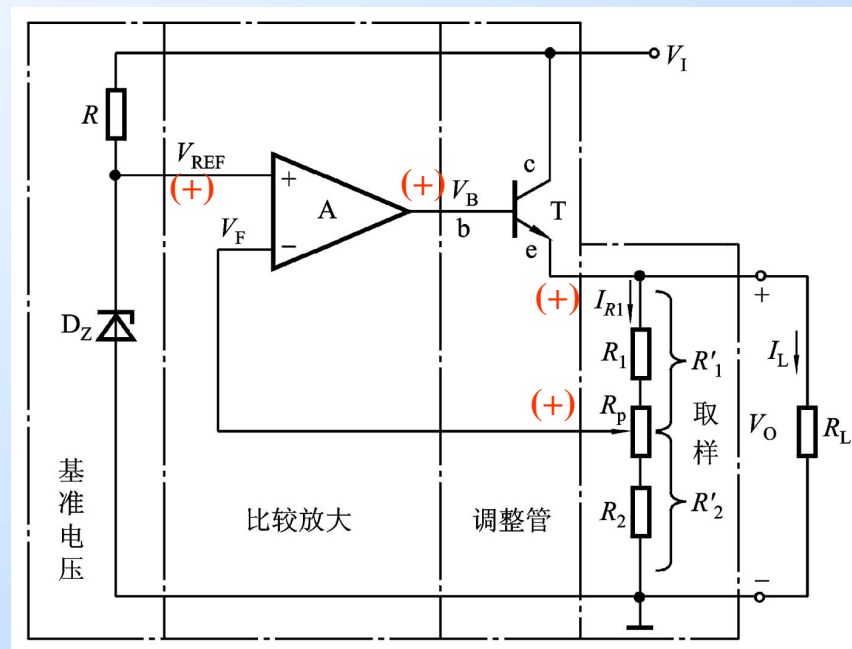 V_I
R
V_REF
(+)
+
A
(+)
V_B
b
c
T
e
V_F
−
D_Z
(+)
I_R1
+
R_1
R'_1
I_L
(+)
R_p
取样
V_O
R_L
R_2
R'_2
基准电压
比较放大
调整管
−